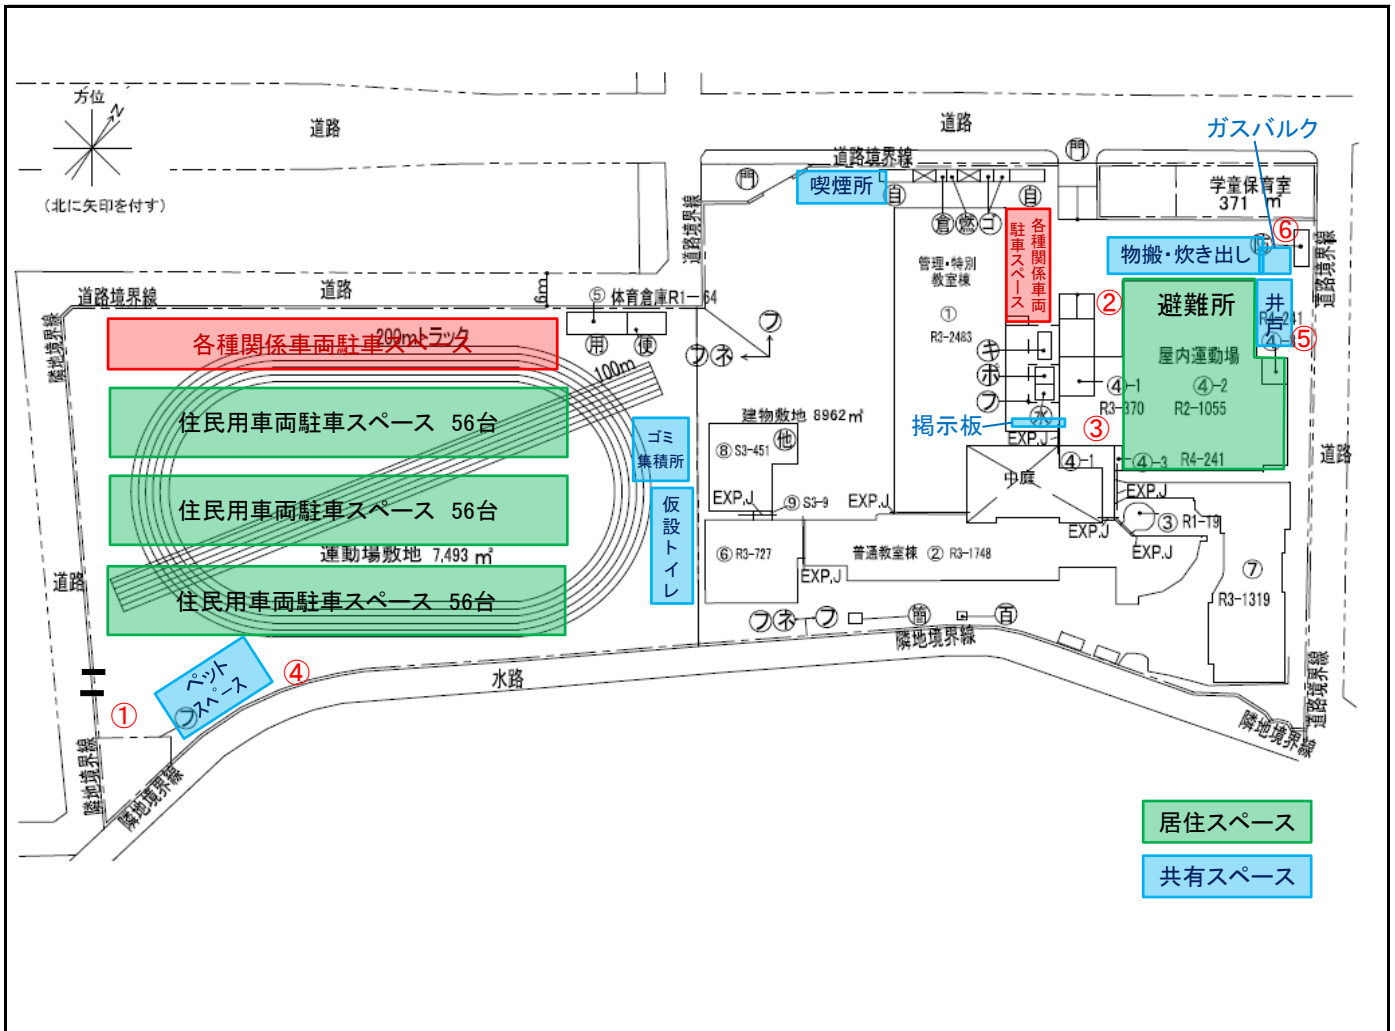 方位
N
(北に矢印を付す)
道路
道路
ガスバルク
道路境界線
門
門
喫煙所
自
自
学童保育室
371 ㎡
倉
燃
ゴ
各種関係車両
駐車スペース
物搬・炊き出し
⑥
道路境界線
道路境界線
管理・特別
教室棟
①
R3-2483
②
避難所
井戸
R4-241
⑤
屋内運動場
④-2
R2-1055
道路境界線
道路
6m
⑤ 体育倉庫R1-64
用
便
フ
フネ
隣地境界線
各種関係車両駐車スペース
200mトラック
100m
キ
ボ
フ
水
④-1
R3-370
住民用車両駐車スペース 56台
ゴミ
集積所
建物敷地 8962㎡
他
⑧ S3-451
掲示板
③
EXP.J
中庭
④-1
④-3 R4-241
道路
住民用車両駐車スペース 56台
仮設トイレ
EXP.J
⑨ S3-9
EXP.J
EXP.J
EXP.J
③ R1-19
EXP.J
運動場敷地 7,493 ㎡
⑥ R3-727
普通教室棟 ② R3-1748
EXP.J
⑦
R3-1319
道路
住民用車両駐車スペース 56台
フネ
フ
簡
百
隣地境界線
ペット
スペース
フ
④
水路
①
道路境界線
隣地境界線
隣地境界線
隣地境界線
居住スペース
共有スペース